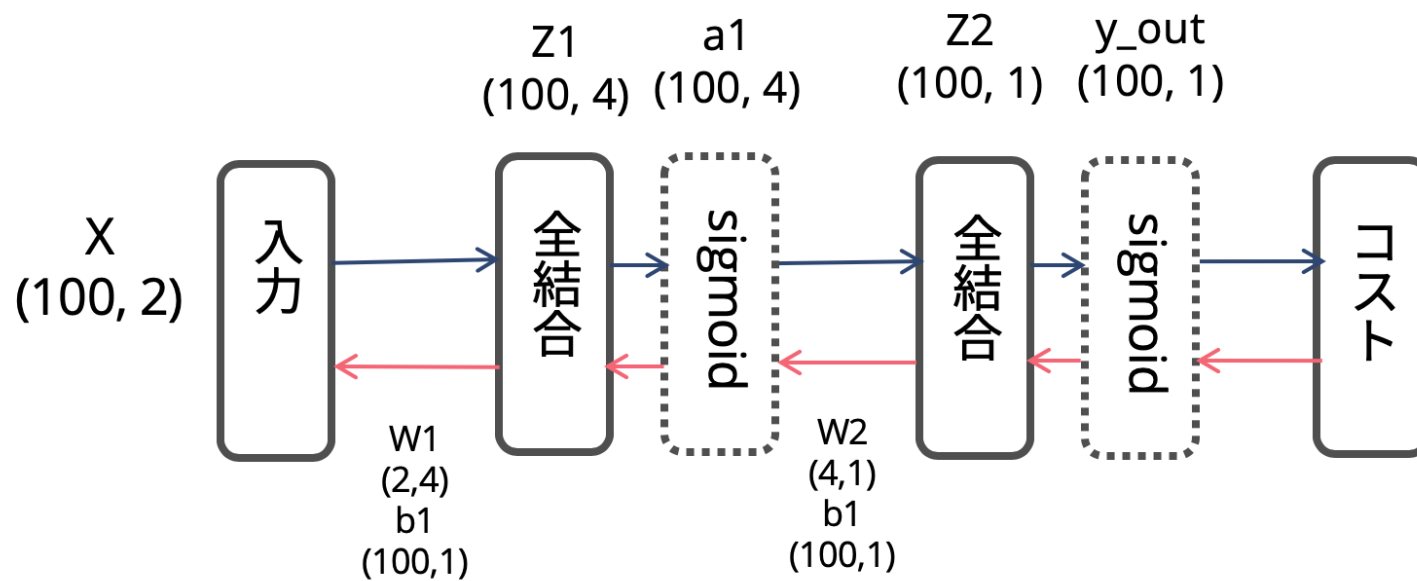 X
(100, 2)
入力
Z1
(100, 4)
全結合
a1
(100, 4)
sigmoid
Z2
(100, 1)
全結合
y_out
(100, 1)
sigmoid
コスト
W1
(2,4)
b1
(100,1)
W2
(4,1)
b1
(100,1)